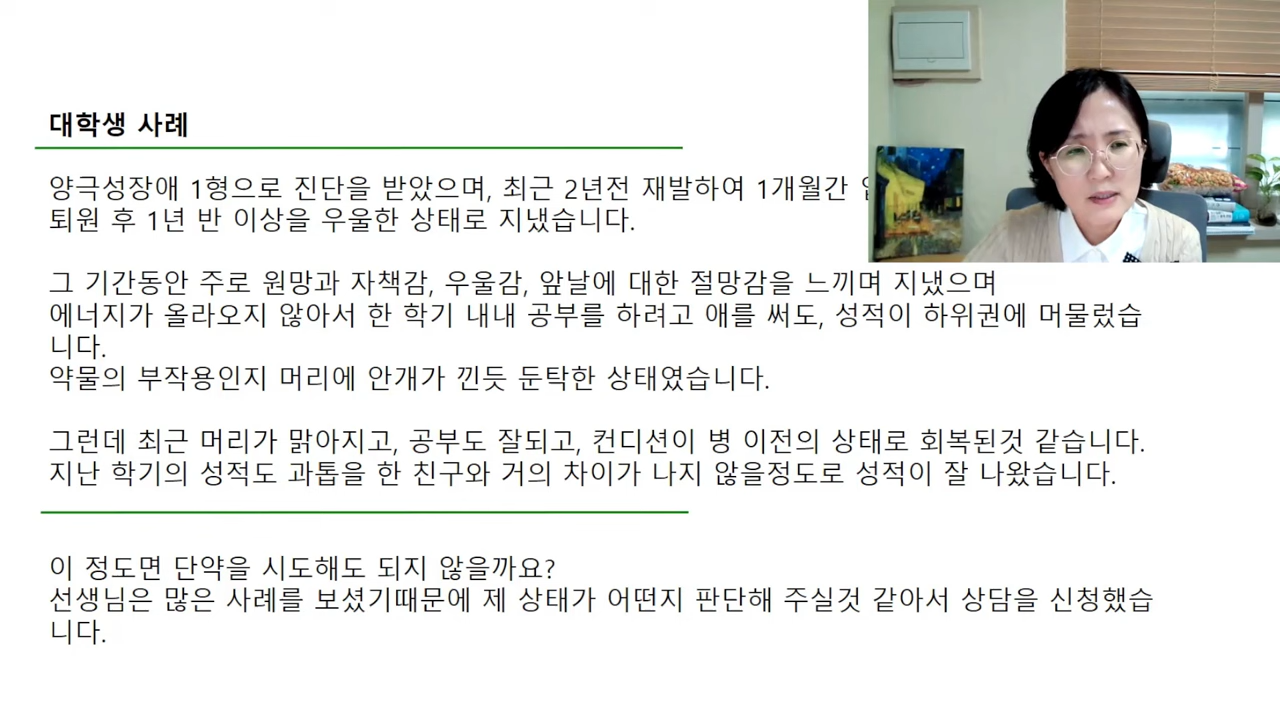 대학생 사례
양극성장애 1형으로 진단을 받았으며, 최근 2년전 재발하여 1개월간
퇴원 후 1년 반 이상을 우울한 상태로 지냈습니다.
그 기간동안 주로 원망과 자책감, 우울감, 앞날에 대한 절망감을 느끼며 지냈으며
에너지가 올라오지 않아서 한 학기 내내 공부를 하려고 애를 써도, 성적이 하위권에 머물렀습
니다.
약물의 부작용인지 머리에 안개가 낀듯 둔탁한 상태였습니다.
그런데 최근 머리가 맑아지고, 공부도 잘되고, 컨디션이 병 이전의 상태로 회복된것 같습니다.
지난 학기의 성적도 과톱을 한 친구와 거의 차이가 나지 않을정도로 성적이 잘 나왔습니다.
이 정도면 단약을 시도해도 되지 않을까요?
선생님은 많은 사례를 보셨기때문에 제 상태가 어떤지 판단해 주실것 같아서 상담을 신청했습
니다.